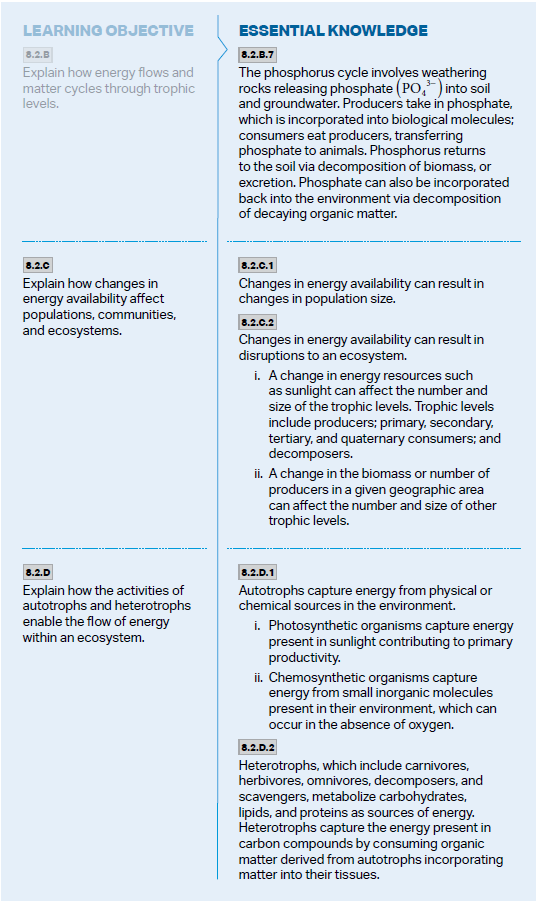 LEARNING OBJECTIVE
ESSENTIAL KNOWLEDGE
8.2.B
Explain how energy flows and
matter cycles through trophic
levels.
8.2.B.7
The phosphorus cycle involves weathering
rocks releasing phosphate (PO₄³⁻) into soil
and groundwater. Producers take in phosphate,
which is incorporated into biological molecules;
consumers eat producers, transferring
phosphate to animals. Phosphorus returns
to the soil via decomposition of biomass, or
excretion. Phosphate can also be incorporated
back into the environment via decomposition
of decaying organic matter.
8.2.C
Explain how changes in
energy availability affect
populations, communities,
and ecosystems.
8.2.C.1
Changes in energy availability can result in
changes in population size.
8.2.C.2
Changes in energy availability can result in
disruptions to an ecosystem.
i. A change in energy resources such
as sunlight can affect the number and
size of the trophic levels. Trophic levels
include producers; primary, secondary,
tertiary, and quaternary consumers; and
decomposers.
ii. A change in the biomass or number of
producers in a given geographic area
can affect the number and size of other
trophic levels.
8.2.D
Explain how the activities of
autotrophs and heterotrophs
enable the flow of energy
within an ecosystem.
8.2.D.1
Autotrophs capture energy from physical or
chemical sources in the environment.
i. Photosynthetic organisms capture energy
present in sunlight contributing to primary
productivity.
ii. Chemosynthetic organisms capture
energy from small inorganic molecules
present in their environment, which can
occur in the absence of oxygen.
8.2.D.2
Heterotrophs, which include carnivores,
herbivores, omnivores, decomposers, and
scavengers, metabolize carbohydrates,
lipids, and proteins as sources of energy.
Heterotrophs capture the energy present in
carbon compounds by consuming organic
matter derived from autotrophs incorporating
matter into their tissues.